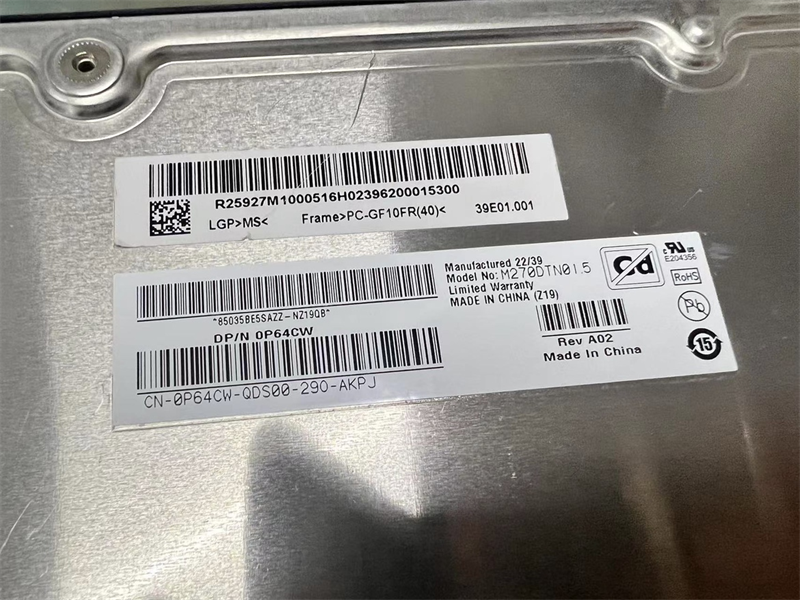 R25927M1000516H02396200015300
LGP>MS< Frame>PC-GF10FR(40)< 39E01.001
*85035BE5SAZZ-NZ19QB*
DP/N 0P64CW
CN-0P64CW-QDS00-290-AKPJ
Manufactured 22/39
Model No: M270DTN01.5
Limited Warranty
MADE IN CHINA (Z19)
Rev A02
Made In China
Cd
E204356
RoHS
Pb
15